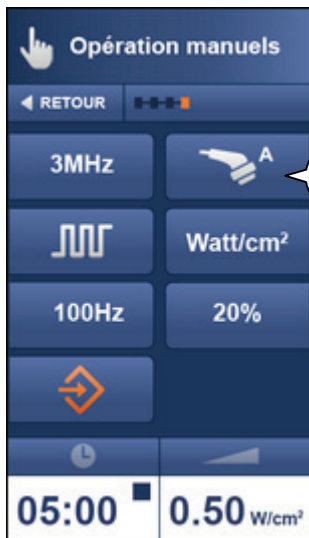 Opération manuels
RETOUR
3MHz
A
Watt/cm²
100Hz
20%
05:00
0.50 W/cm²